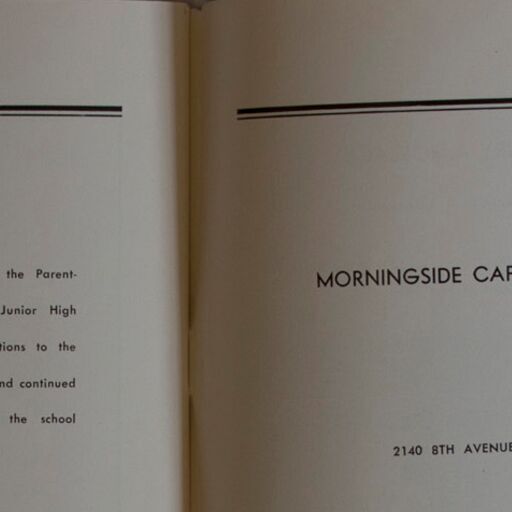 the Parent-
Junior High
tions to the
nd continued
the school
MORNINGSIDE CAF
2140 8TH AVENUE